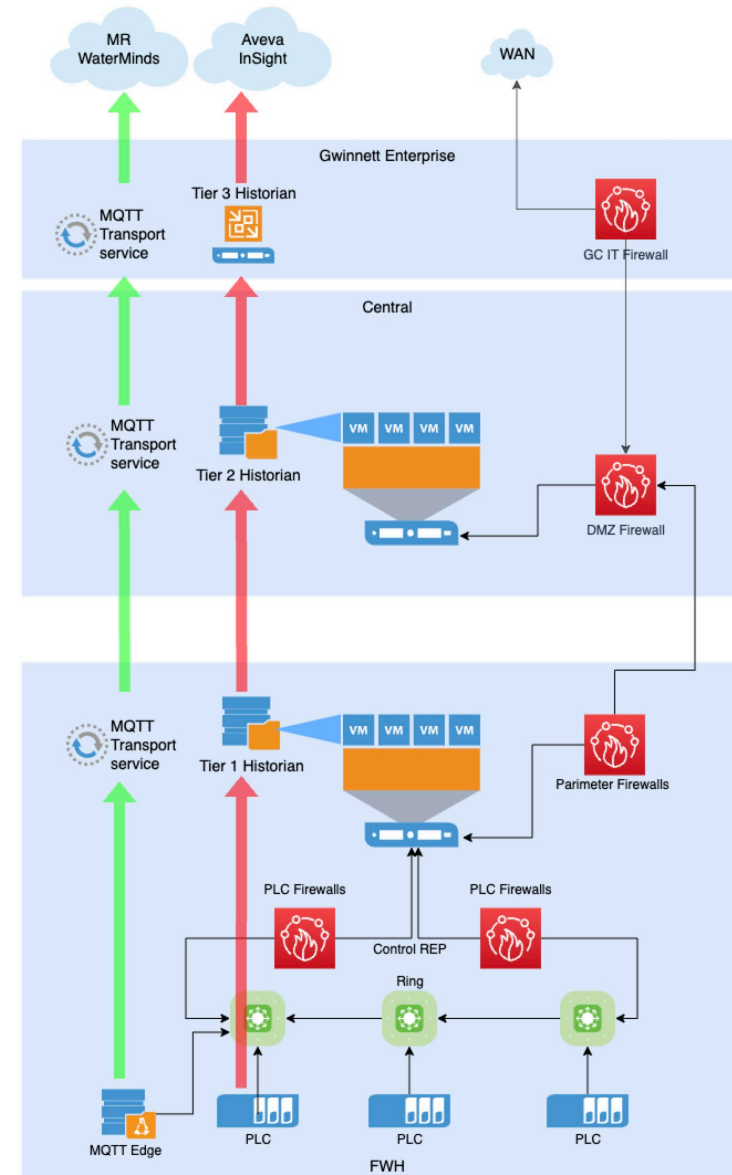 MR
WaterMinds
Aveva
InSight
WAN
Gwinnett Enterprise
Tier 3 Historian
MQTT
Transport
service
GC IT Firewall
Central
MQTT
Transport
service
VM VM VM VM
Tier 2 Historian
DMZ Firewall
MQTT
Transport
service
VM VM VM VM
Tier 1 Historian
Parimeter Firewalls
PLC Firewalls
PLC Firewalls
Control REP
Ring
MQTT Edge
PLC
PLC
PLC
FWH